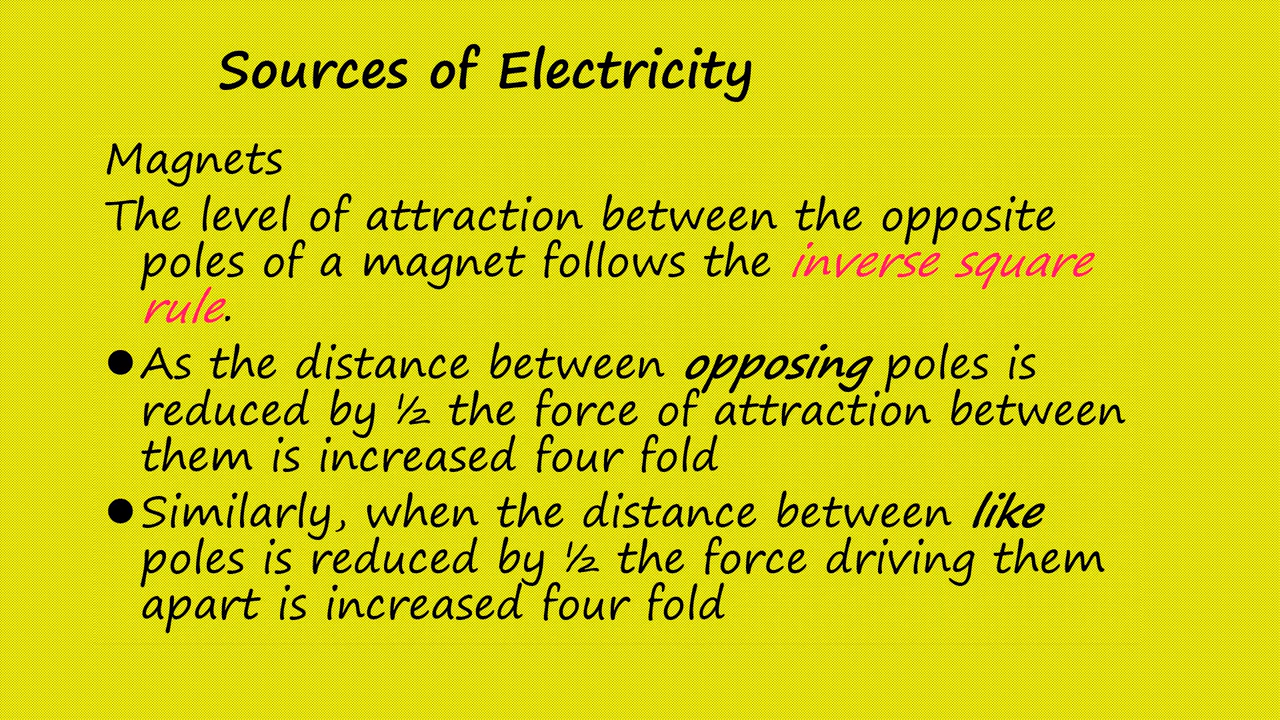 Sources of Electricity
Magnets
The level of attraction between the opposite
poles of a magnet follows the inverse square
rule.
●As the distance between opposing poles is
reduced by ½ the force of attraction between
them is increased four fold
●Similarly, when the distance between like
poles is reduced by ½ the force driving them
apart is increased four fold